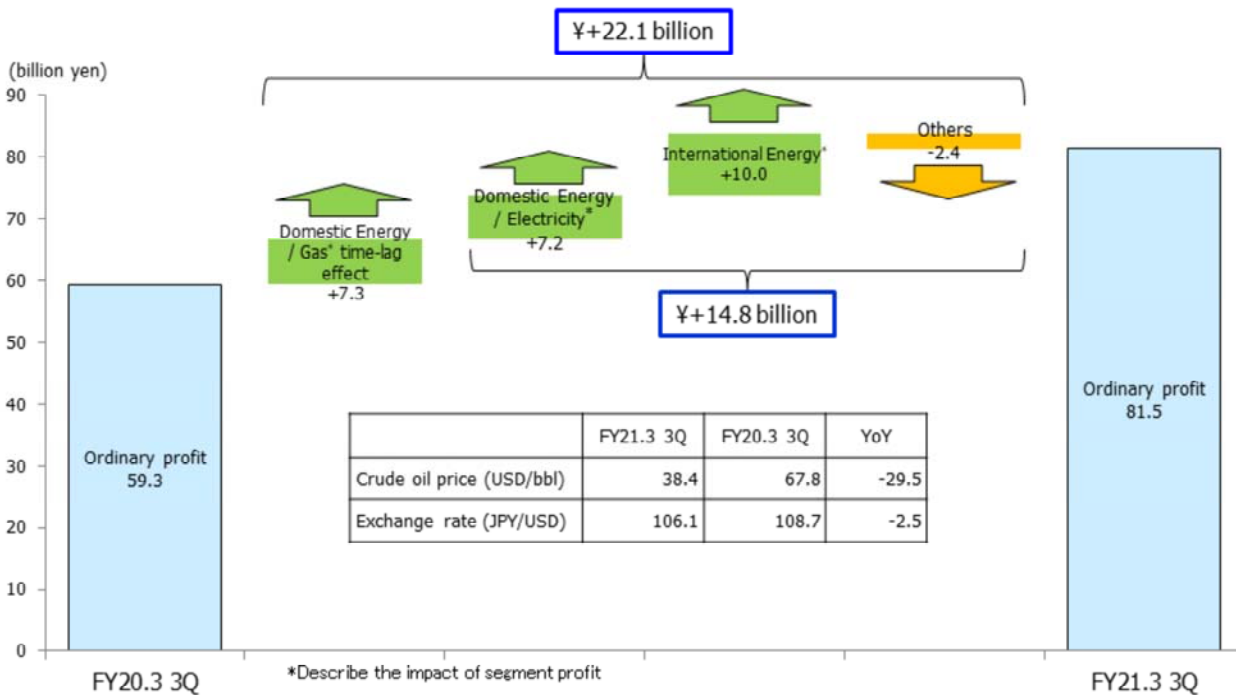 ¥+22.1 billion
(billion yen)
90
80
70
60
50
40
30
20
10
0
Domestic Energy
/ Gas* time-lag
effect
+7.3
Domestic Energy
/ Electricity*
+7.2
International Energy*
+10.0
Others
-2.4
¥+14.8 billion
Ordinary profit
59.3
Ordinary profit
81.5
FY21.3 3Q FY20.3 3Q YoY
Crude oil price (USD/bbl) 38.4 67.8 -29.5
Exchange rate (JPY/USD) 106.1 108.7 -2.5
FY20.3 3Q
*Describe the impact of segment profit
FY21.3 3Q